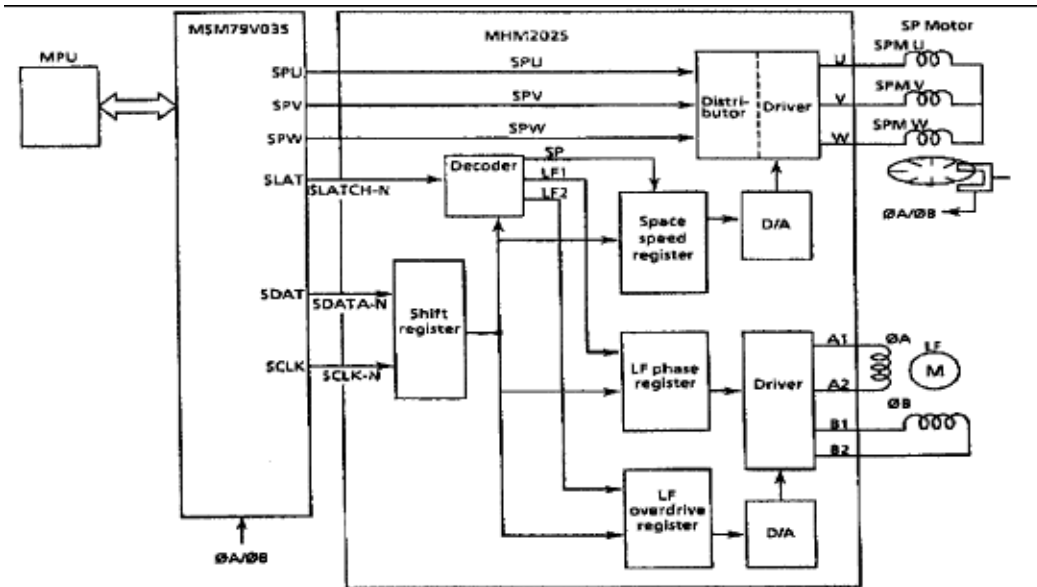 MSM79V035
MPU
MHM2025
SP Motor
SPU
SPU
U
SPM U
SPV
SPV
Distri-
butor
Driver
V
SPM V
SPW
SPW
W
SPM W
SLAT
SLATCH-N
Decoder
SP
LF1
LF2
ØA/ØB
Space
speed
register
D/A
SDAT
SDATA-N
Shift
register
SCLK
SCLK-N
LF phase
register
Driver
A1
ØA
LF
M
A2
ØB
B1
B2
LF
overdrive
register
D/A
ØA/ØB